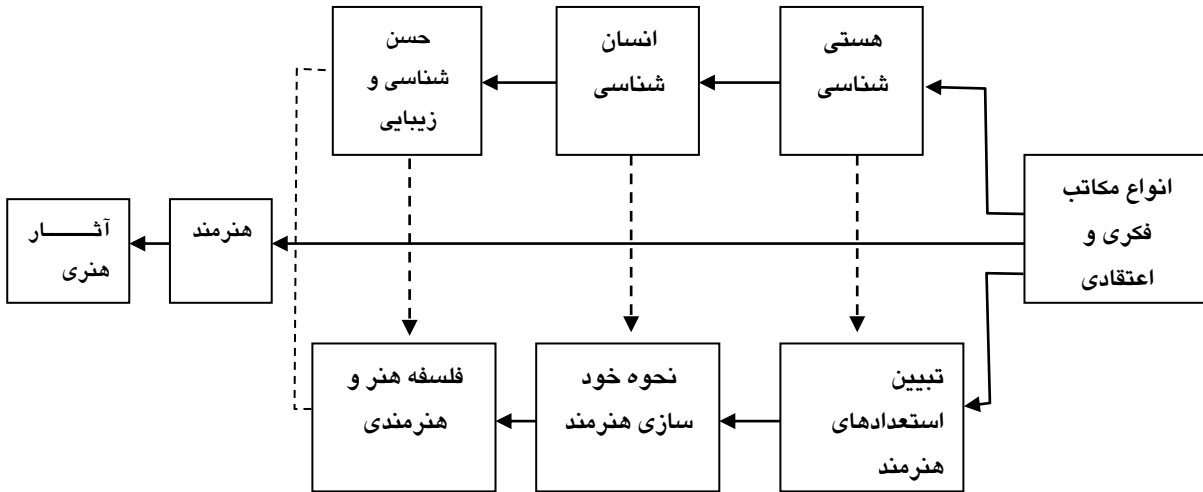 هستی
شناسی
انسان
شناسی
حسن
شناسی و
زیبایی
انواع مکاتب
فکری و
اعتقادی
هنرمند
آثـــــــار
هنری
تبیین
استعدادهای
هنرمند
نحوه خود
سازی هنرمند
فلسفه هنر و
هنرمندی